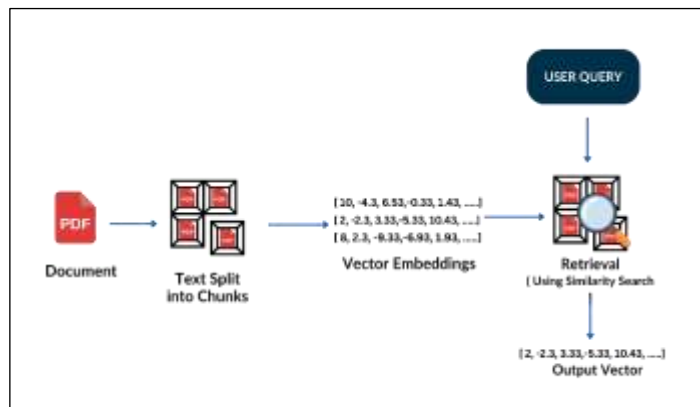 USER QUERY
PDF
Document
Text Split
into Chunks
[ 10, -4.3, 6.53,-0.33, 1.43, .....]
[ 2, -2.3, 3.33,-5.33, 10.43, .....]
[ 8, 2.3, -9.33,-6.93, 1.93, .....]
Vector Embeddings
Retrieval
( Using Similarity Search
[ 2, -2.3, 3.33,-5.33, 10.43, .....]
Output Vector